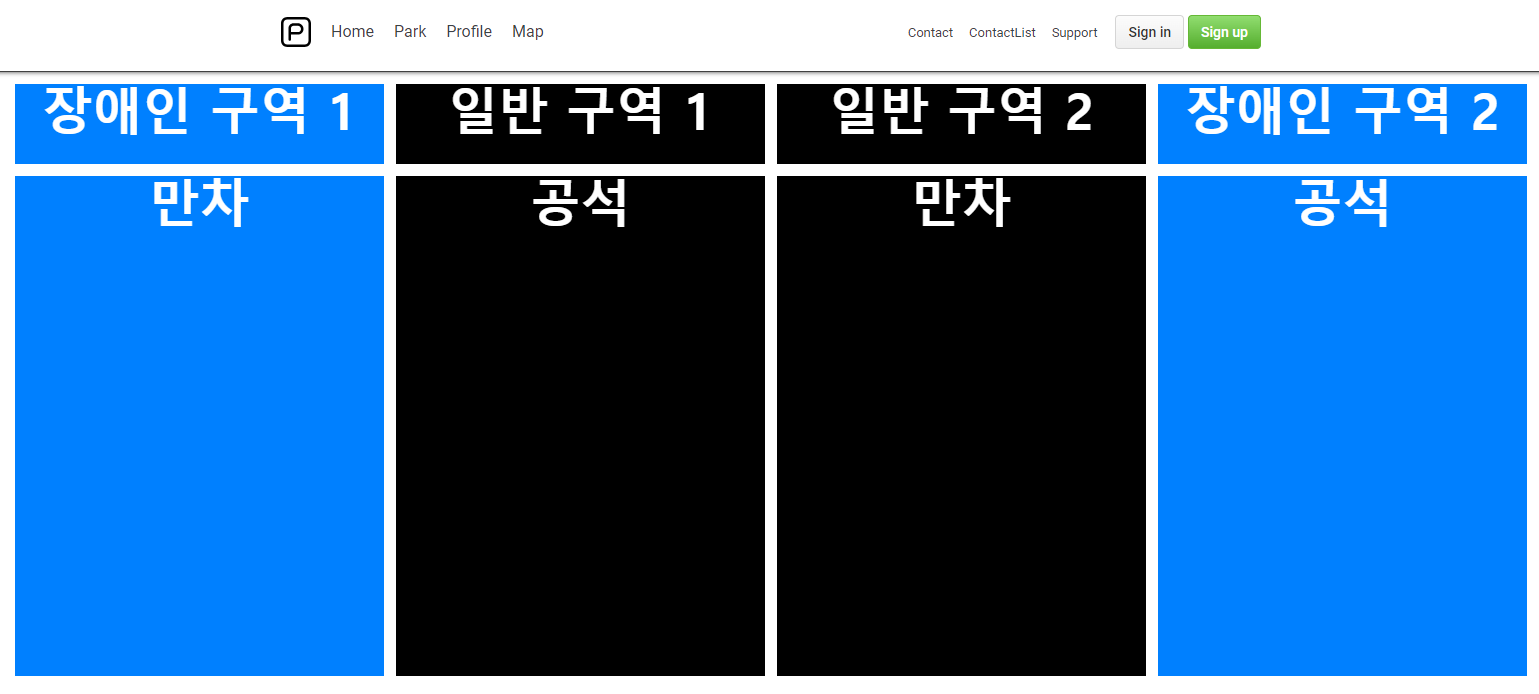 P Home Park Profile Map Contact ContactList Support Sign in Sign up
장애인 구역 1 일반 구역 1 일반 구역 2 장애인 구역 2
만차 공석 만차 공석